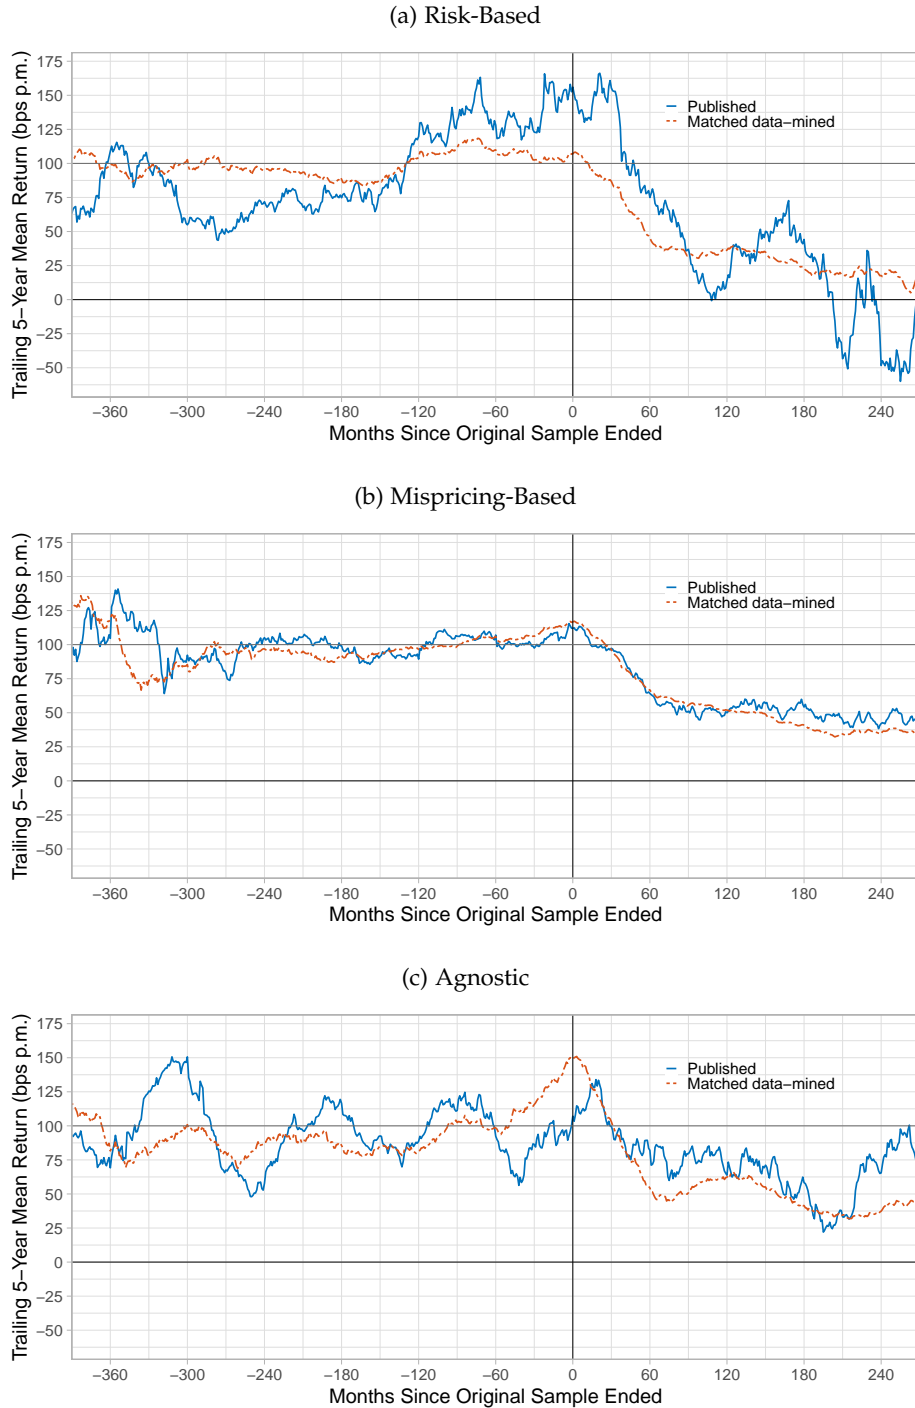 (a) Risk-Based
Trailing 5−Year Mean Return (bps p.m.)
175
150
125
100
75
50
25
0
−25
−50
Published
Matched data−mined
−360 −300 −240 −180 −120 −60 0 60 120 180 240
Months Since Original Sample Ended
(b) Mispricing-Based
Trailing 5−Year Mean Return (bps p.m.)
175
150
125
100
75
50
25
0
−25
−50
Published
Matched data−mined
−360 −300 −240 −180 −120 −60 0 60 120 180 240
Months Since Original Sample Ended
(c) Agnostic
Trailing 5−Year Mean Return (bps p.m.)
175
150
125
100
75
50
25
0
−25
−50
Published
Matched data−mined
−360 −300 −240 −180 −120 −60 0 60 120 180 240
Months Since Original Sample Ended